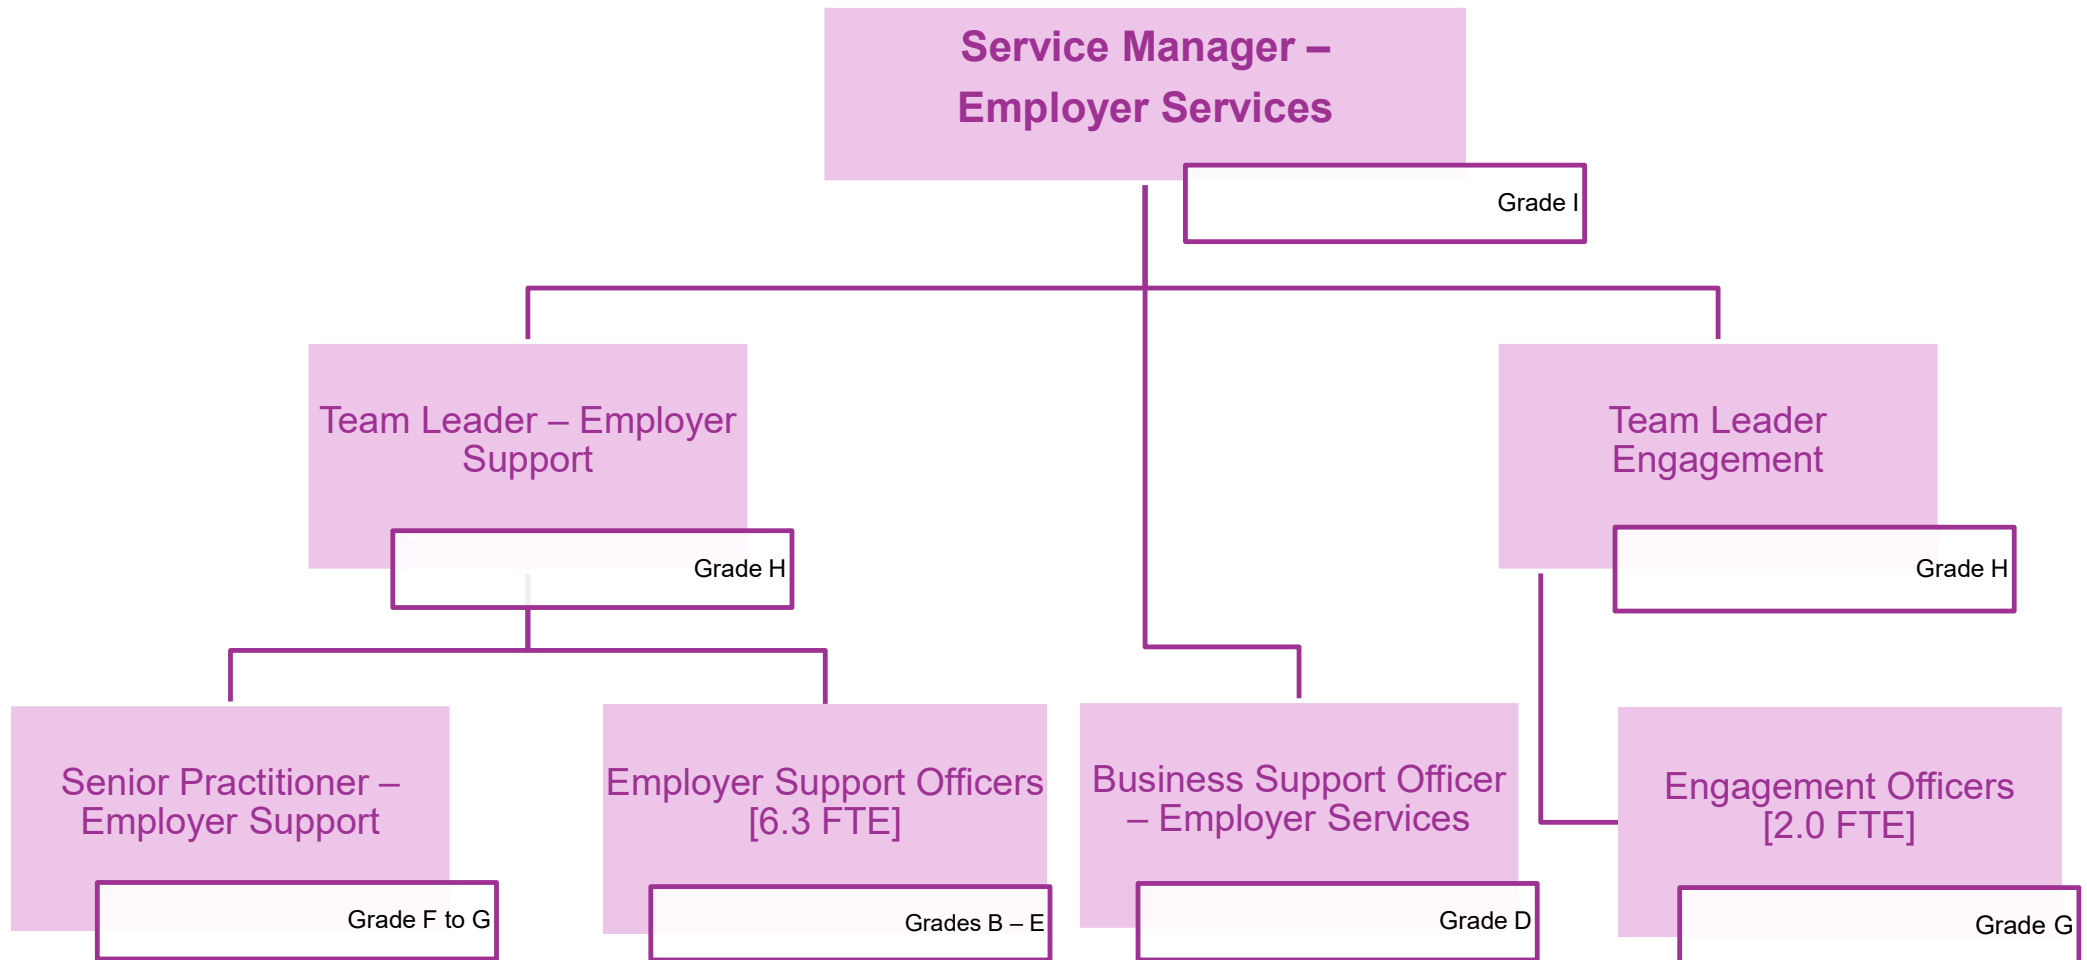 Service Manager –
Employer Services
Grade I
Team Leader – Employer
Support
Grade H
Team Leader
Engagement
Grade H
Senior Practitioner –
Employer Support
Grade F to G
Employer Support Officers
[6.3 FTE]
Grades B – E
Business Support Officer
– Employer Services
Grade D
Engagement Officers
[2.0 FTE]
Grade G